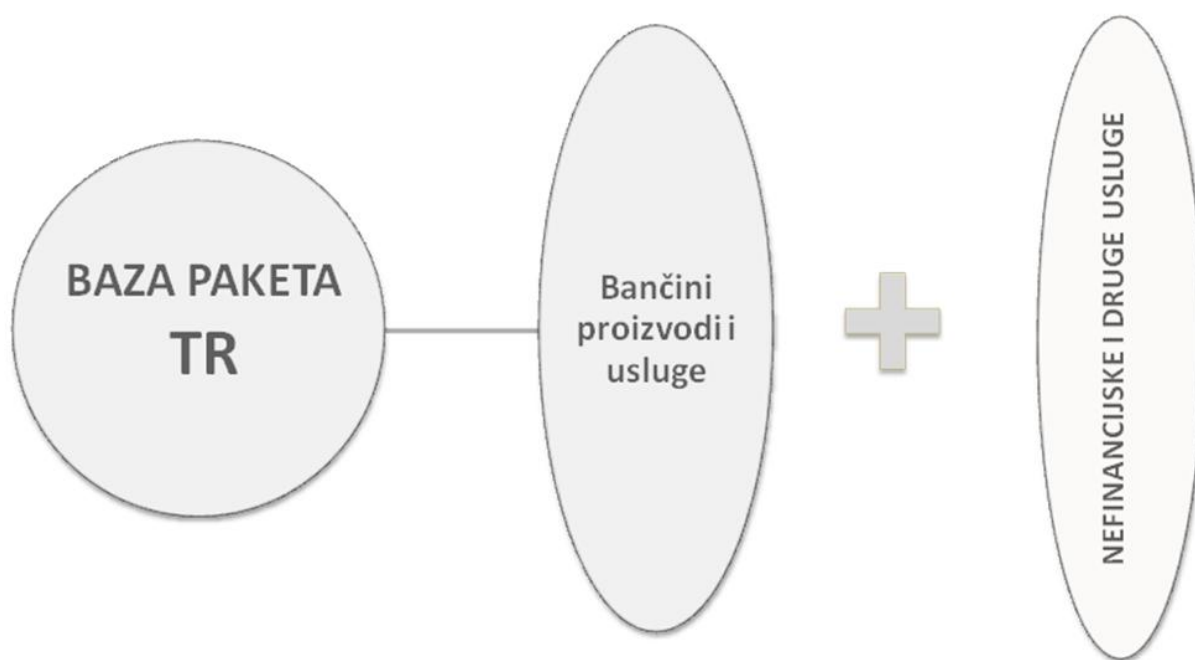 BAZA PAKETA
TR
Bančini
proizvodi i
usluge
NEFINANCIJSKE I DRUGE USLUGE